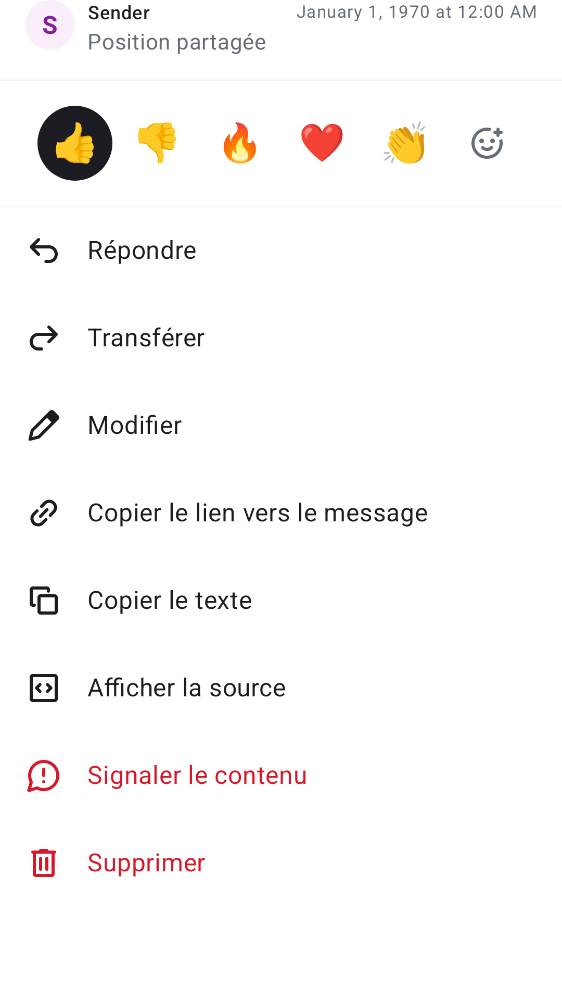 S
Sender
January 1, 1970 at 12:00 AM
Position partagée
Répondre
Transférer
Modifier
Copier le lien vers le message
Copier le texte
Afficher la source
Signaler le contenu
Supprimer